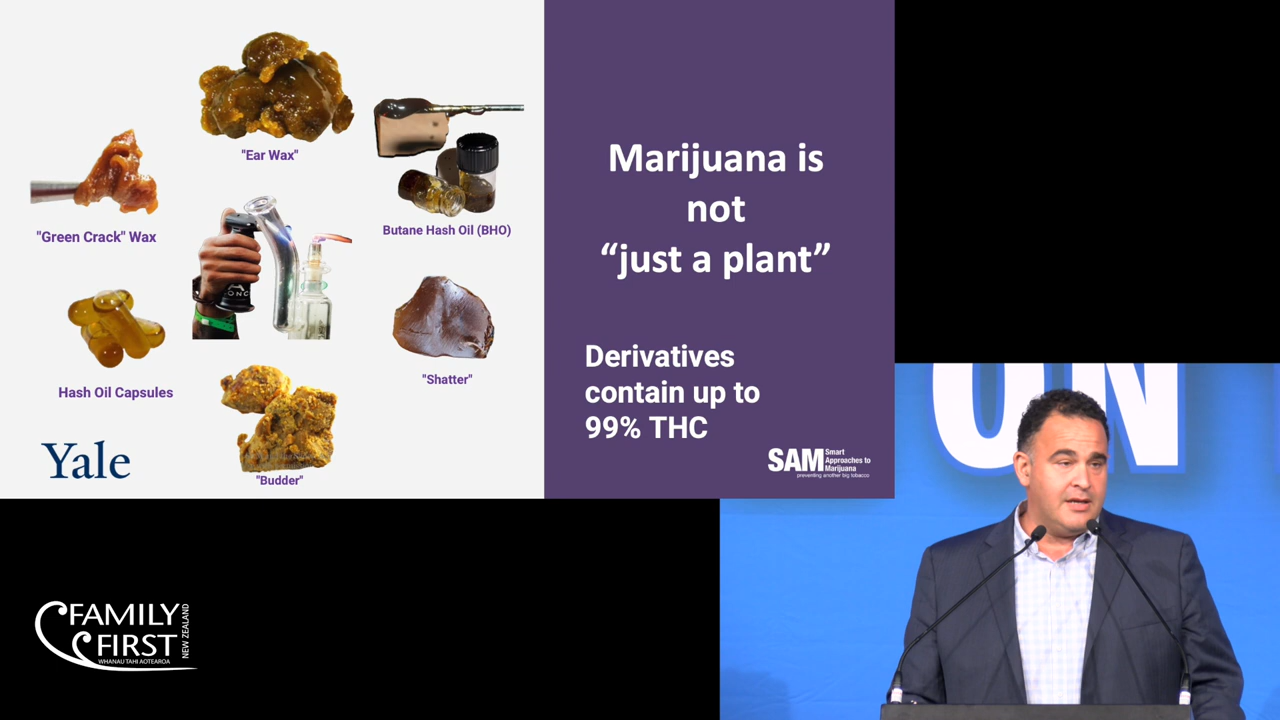 "Ear Wax"
"Green Crack" Wax
Butane Hash Oil (BHO)
Hash Oil Capsules
"Shatter"
"Budder"
Yale
Marijuana is
not
“just a plant”
Derivatives
contain up to
99% THC
SAM Smart
Approaches to
Marijuana
preventing another big tobacco
ON
FAMILY
FIRST
NEW ZEALAND
WHANAU TAHI AOTEAROA